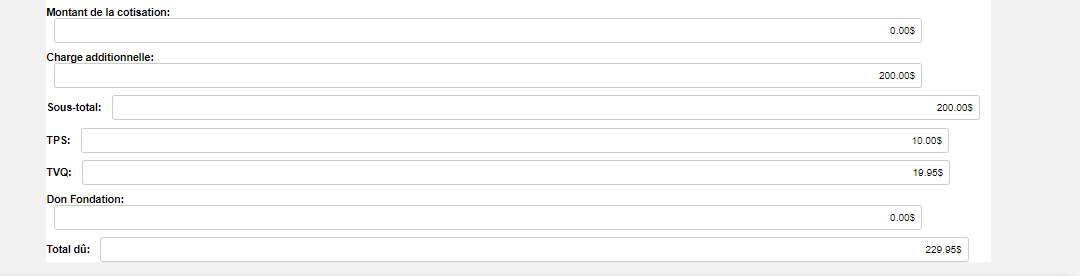 Montant de la cotisation:
0.00$
Charge additionnelle:
200.00$
Sous-total: 200.00$
TPS: 10.00$
TVQ: 19.95$
Don Fondation:
0.00$
Total dû: 229.95$